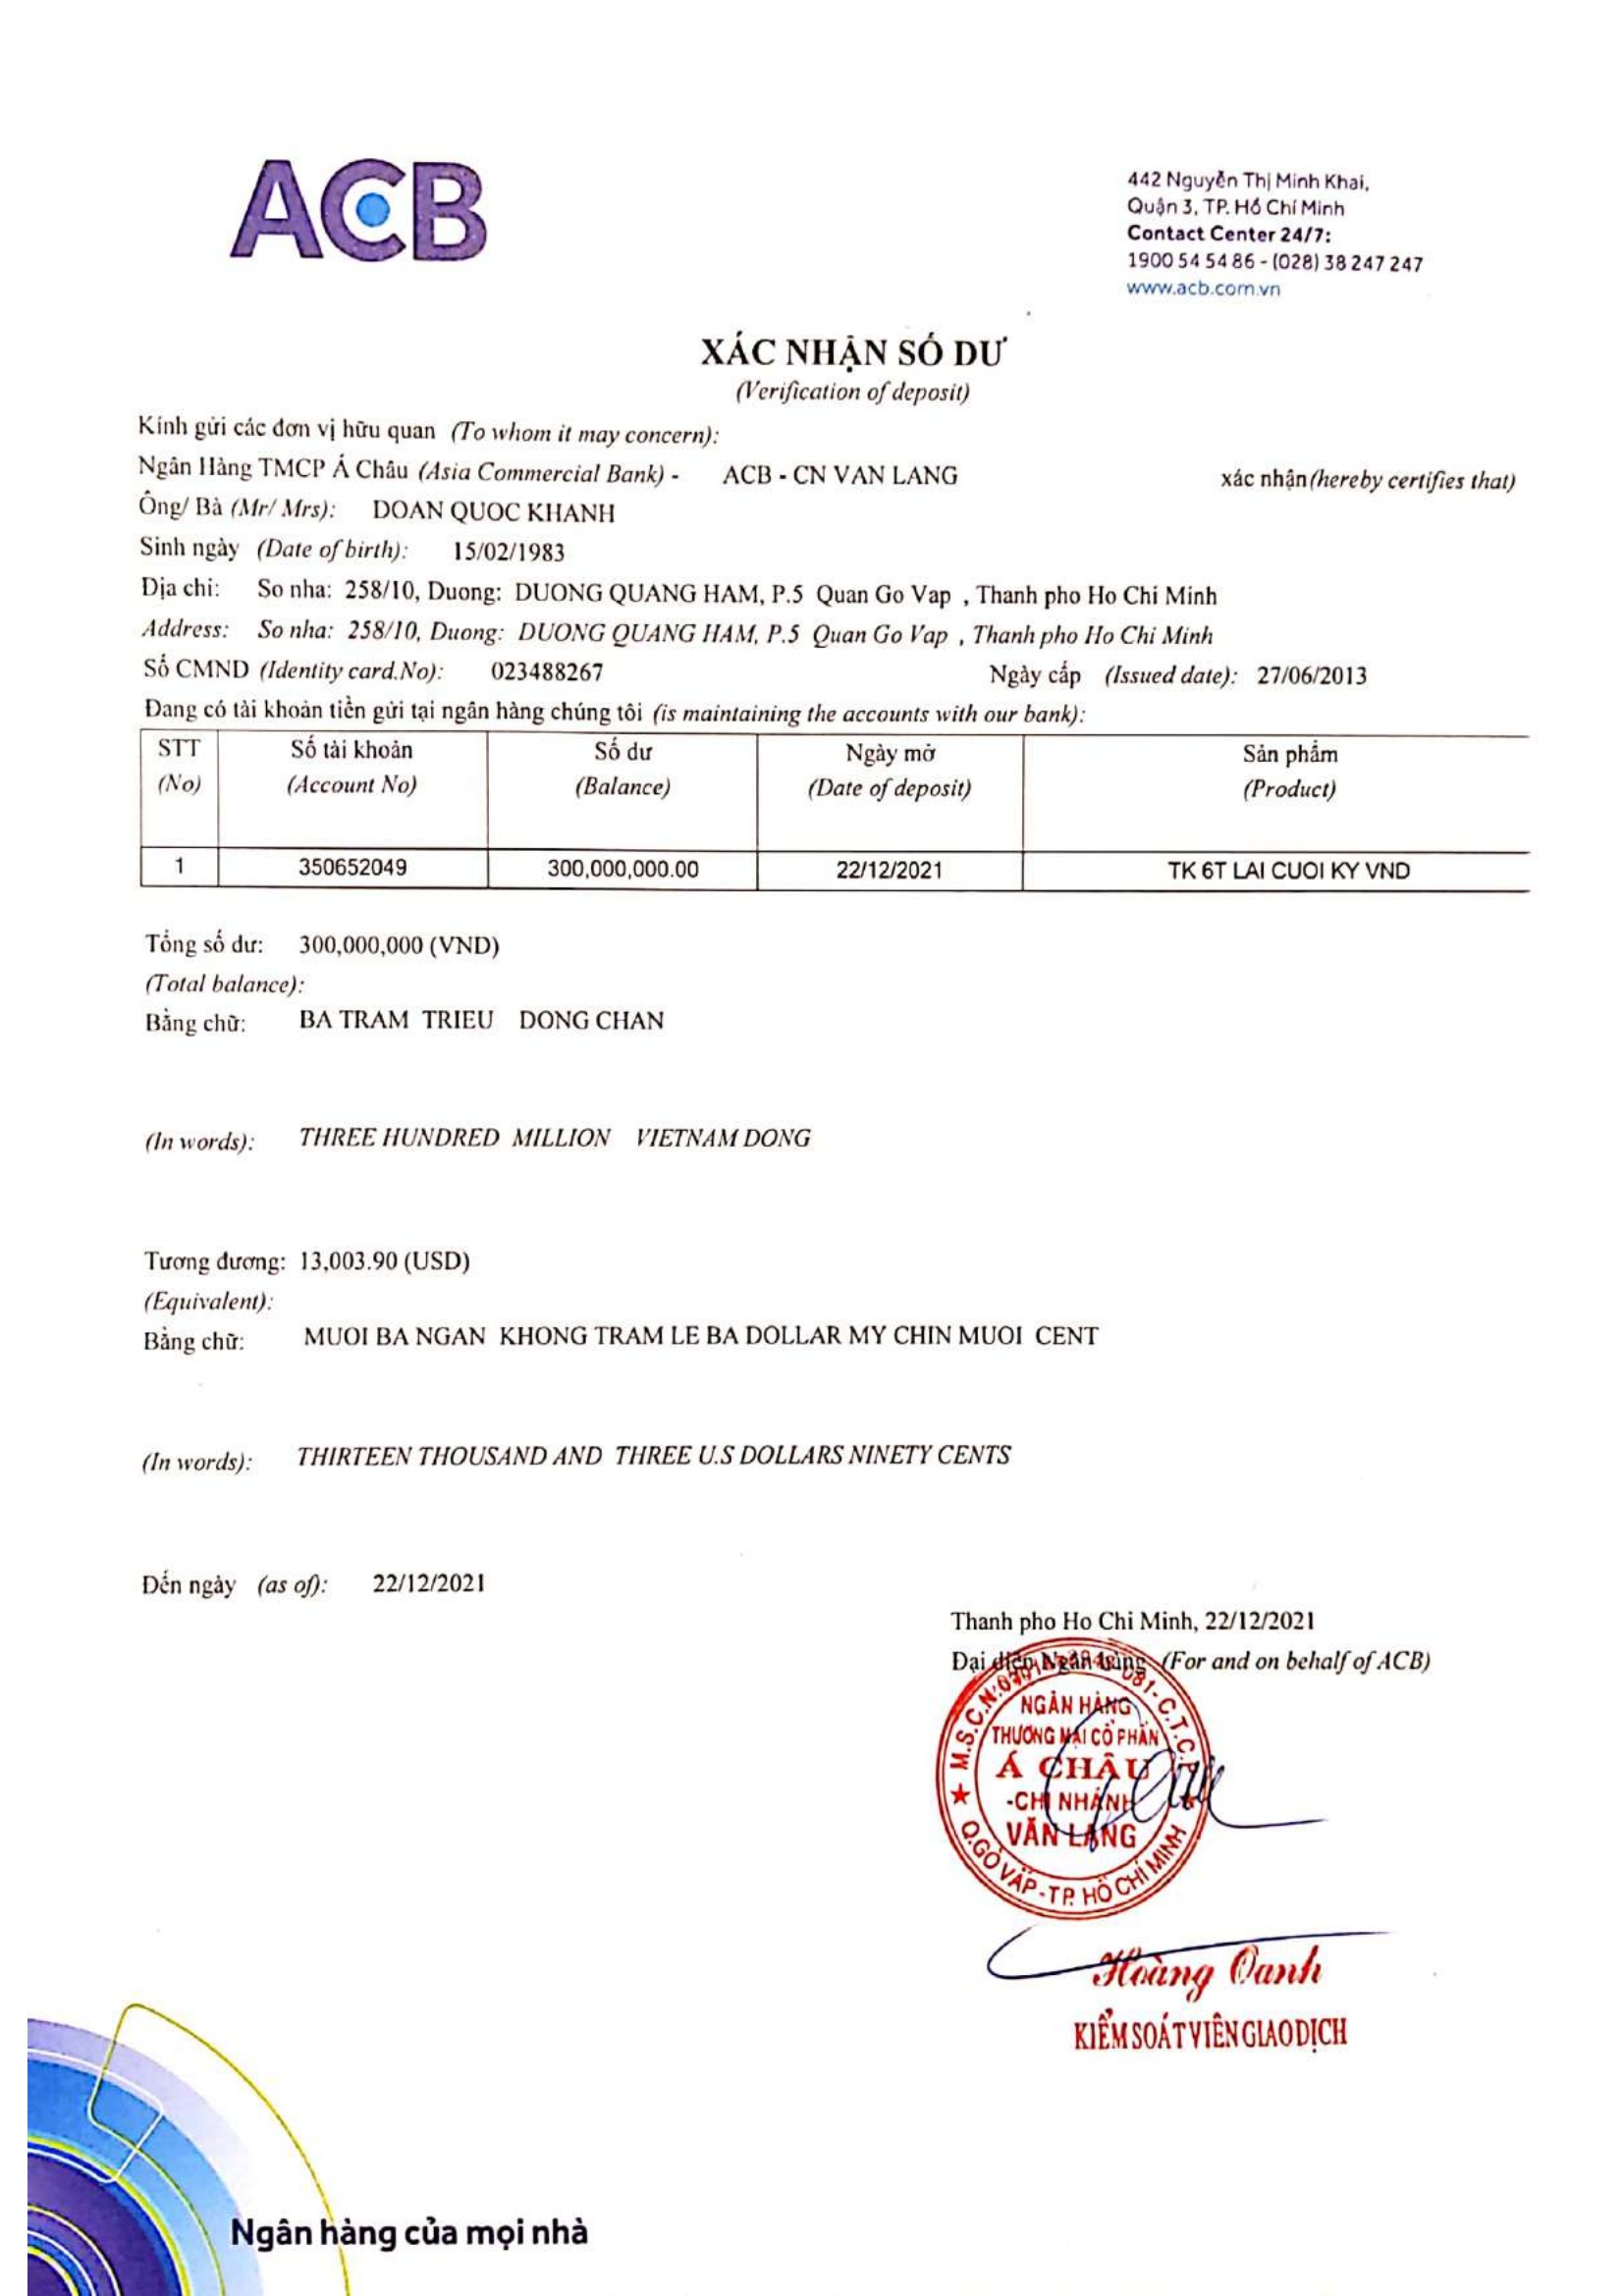 ACB
442 Nguyễn Thị Minh Khai,
Quận 3, TP. Hồ Chí Minh
Contact Center 24/7:
1900 54 54 86 - (028) 38 247 247
www.acb.com.vn
XÁC NHẬN SỐ DƯ
(Verification of deposit)
Kính gửi các đơn vị hữu quan (To whom it may concern):
Ngân Hàng TMCP Á Châu (Asia Commercial Bank) - ACB - CN VAN LANG xác nhận (hereby certifies that)
Ông/ Bà (Mr/ Mrs): DOAN QUOC KHANH
Sinh ngày (Date of birth): 15/02/1983
Địa chỉ: So nha: 258/10, Duong: DUONG QUANG HAM, P.5 Quan Go Vap , Thanh pho Ho Chi Minh
Address: So nha: 258/10, Duong: DUONG QUANG HAM, P.5 Quan Go Vap , Thanh pho Ho Chi Minh
Số CMND (Identity card.No): 023488267 Ngày cấp (Issued date): 27/06/2013
Đang có tài khoản tiền gửi tại ngân hàng chúng tôi (is maintaining the accounts with our bank):
STT Số tài khoản Số dư Ngày mở Sản phẩm
(No) (Account No) (Balance) (Date of deposit) (Product)
1 350652049 300,000,000.00 22/12/2021 TK 6T LAI CUOI KY VND
Tổng số dư: 300,000,000 (VND)
(Total balance):
Bằng chữ: BA TRAM TRIEU DONG CHAN
(In words): THREE HUNDRED MILLION VIETNAM DONG
Tương đương: 13,003.90 (USD)
(Equivalent):
Bằng chữ: MUOI BA NGAN KHONG TRAM LE BA DOLLAR MY CHIN MUOI CENT
(In words): THIRTEEN THOUSAND AND THREE U.S DOLLARS NINETY CENTS
Đến ngày (as of): 22/12/2021
Thanh pho Ho Chi Minh, 22/12/2021
Đại diện Ngân hàng (For and on behalf of ACB)
M.S.C.N: C.T.C.P
NGÂN HÀNG
THƯƠNG MẠI CỔ PHẦN
Á CHÂU
-CHI NHÁNH
VĂN LANG
Q.GÒ VẤP - TP. HỒ CHÍ MINH
Hoàng Oanh
KIỂM SOÁT VIÊN GIAO DỊCH
Ngân hàng của mọi nhà